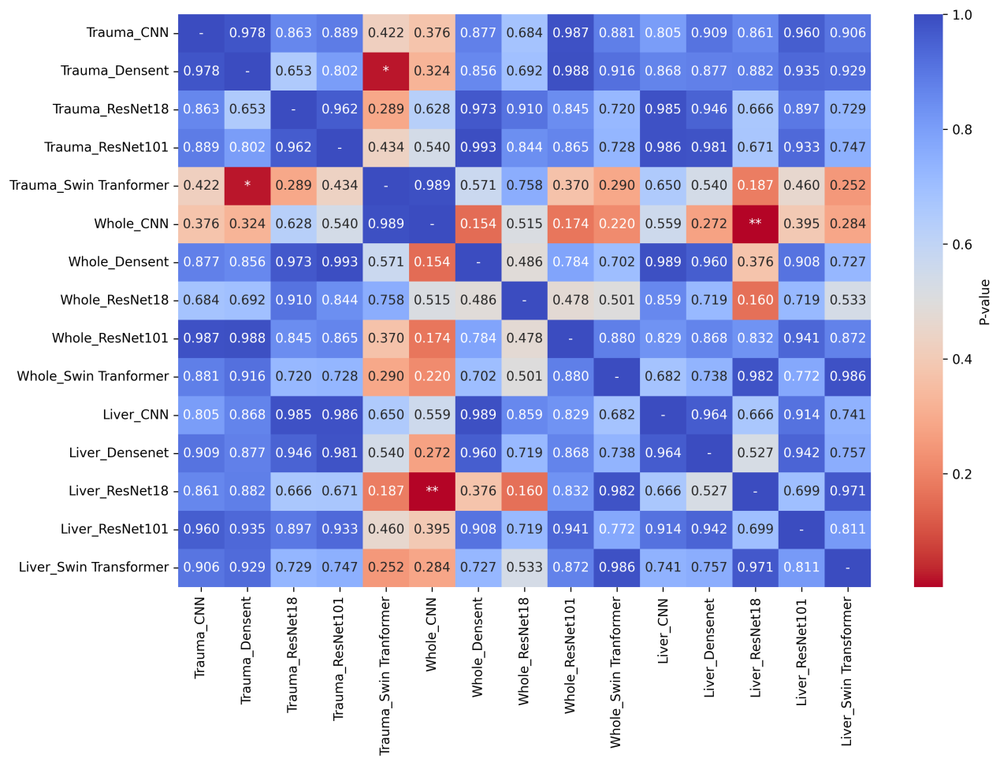 Trauma_CNN - 0.978 0.863 0.889 0.422 0.376 0.877 0.684 0.987 0.881 0.805 0.909 0.861 0.960 0.906
Trauma_Densent 0.978 - 0.653 0.802 * 0.324 0.856 0.692 0.988 0.916 0.868 0.877 0.882 0.935 0.929
Trauma_ResNet18 0.863 0.653 - 0.962 0.289 0.628 0.973 0.910 0.845 0.720 0.985 0.946 0.666 0.897 0.729
Trauma_ResNet101 0.889 0.802 0.962 - 0.434 0.540 0.993 0.844 0.865 0.728 0.986 0.981 0.671 0.933 0.747
Trauma_Swin Tranformer 0.422 * 0.289 0.434 - 0.989 0.571 0.758 0.370 0.290 0.650 0.540 0.187 0.460 0.252
Whole_CNN 0.376 0.324 0.628 0.540 0.989 - 0.154 0.515 0.174 0.220 0.559 0.272 ** 0.395 0.284
Whole_Densent 0.877 0.856 0.973 0.993 0.571 0.154 - 0.486 0.784 0.702 0.989 0.960 0.376 0.908 0.727
Whole_ResNet18 0.684 0.692 0.910 0.844 0.758 0.515 0.486 - 0.478 0.501 0.859 0.719 0.160 0.719 0.533
Whole_ResNet101 0.987 0.988 0.845 0.865 0.370 0.174 0.784 0.478 - 0.880 0.829 0.868 0.832 0.941 0.872
Whole_Swin Tranformer 0.881 0.916 0.720 0.728 0.290 0.220 0.702 0.501 0.880 - 0.682 0.738 0.982 0.772 0.986
Liver_CNN 0.805 0.868 0.985 0.986 0.650 0.559 0.989 0.859 0.829 0.682 - 0.964 0.666 0.914 0.741
Liver_Densenet 0.909 0.877 0.946 0.981 0.540 0.272 0.960 0.719 0.868 0.738 0.964 - 0.527 0.942 0.757
Liver_ResNet18 0.861 0.882 0.666 0.671 0.187 ** 0.376 0.160 0.832 0.982 0.666 0.527 - 0.699 0.971
Liver_ResNet101 0.960 0.935 0.897 0.933 0.460 0.395 0.908 0.719 0.941 0.772 0.914 0.942 0.699 - 0.811
Liver_Swin Transformer 0.906 0.929 0.729 0.747 0.252 0.284 0.727 0.533 0.872 0.986 0.741 0.757 0.971 0.811 -
Trauma_CNN
Trauma_Densent
Trauma_ResNet18
Trauma_ResNet101
Trauma_Swin Tranformer
Whole_CNN
Whole_Densent
Whole_ResNet18
Whole_ResNet101
Whole_Swin Tranformer
Liver_CNN
Liver_Densenet
Liver_ResNet18
Liver_ResNet101
Liver_Swin Transformer
1.0
0.8
0.6
0.4
0.2
P-value